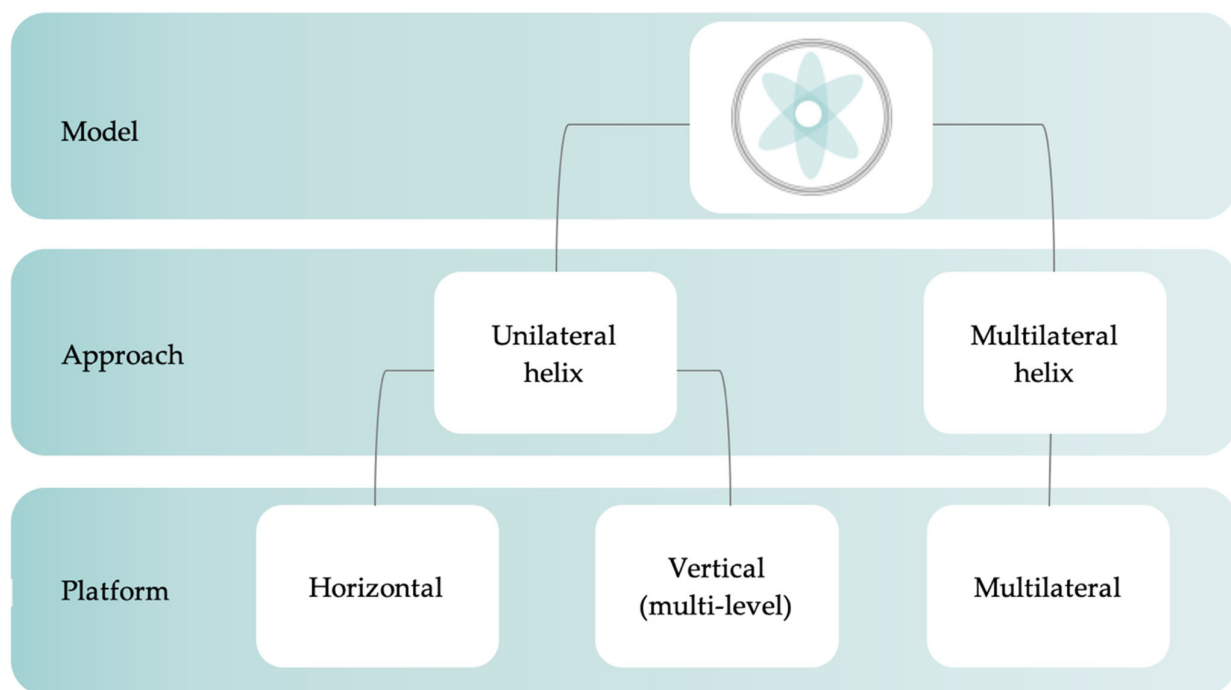 Model
Approach
Unilateral
helix
Multilateral
helix
Platform
Horizontal
Vertical
(multi-level)
Multilateral